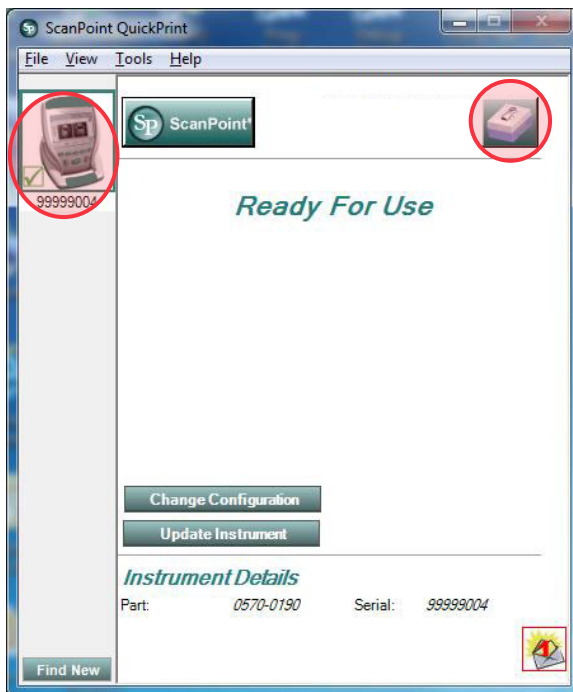 ScanPoint QuickPrint
File View Tools Help
Sp ScanPoint®
99999004
Ready For Use
Change Configuration
Update Instrument
Instrument Details
Part: 0570-0190 Serial: 99999004
Find New